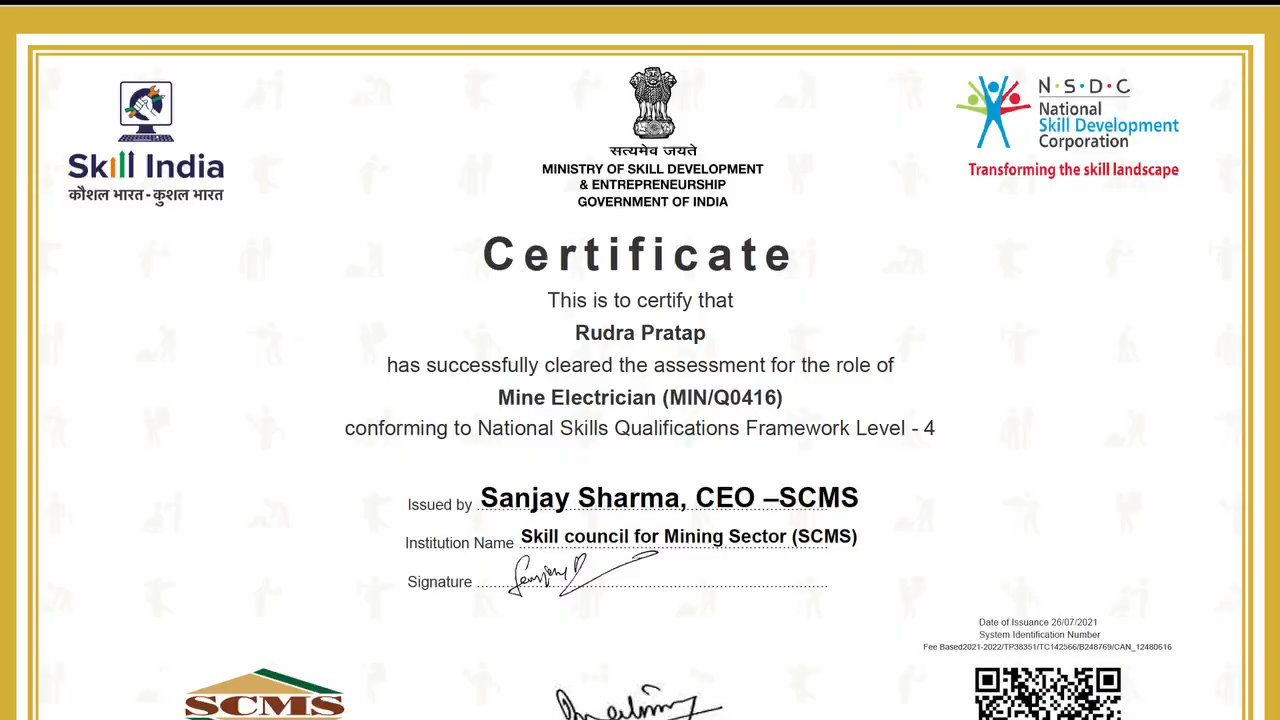 Skill India
कौशल भारत - कुशल भारत
सत्यमेव जयते
MINISTRY OF SKILL DEVELOPMENT
& ENTREPRENEURSHIP
GOVERNMENT OF INDIA
N·S·D·C
National
Skill Development
Corporation
Transforming the skill landscape
Certificate
This is to certify that
Rudra Pratap
has successfully cleared the assessment for the role of
Mine Electrician (MIN/Q0416)
conforming to National Skills Qualifications Framework Level - 4
Issued by Sanjay Sharma, CEO –SCMS
Institution Name Skill council for Mining Sector (SCMS)
Signature
Date of Issuance 26/07/2021
System Identification Number
Fee Based2021-2022/TP38351/TC142566/B248769/CAN_12480616
SCMS